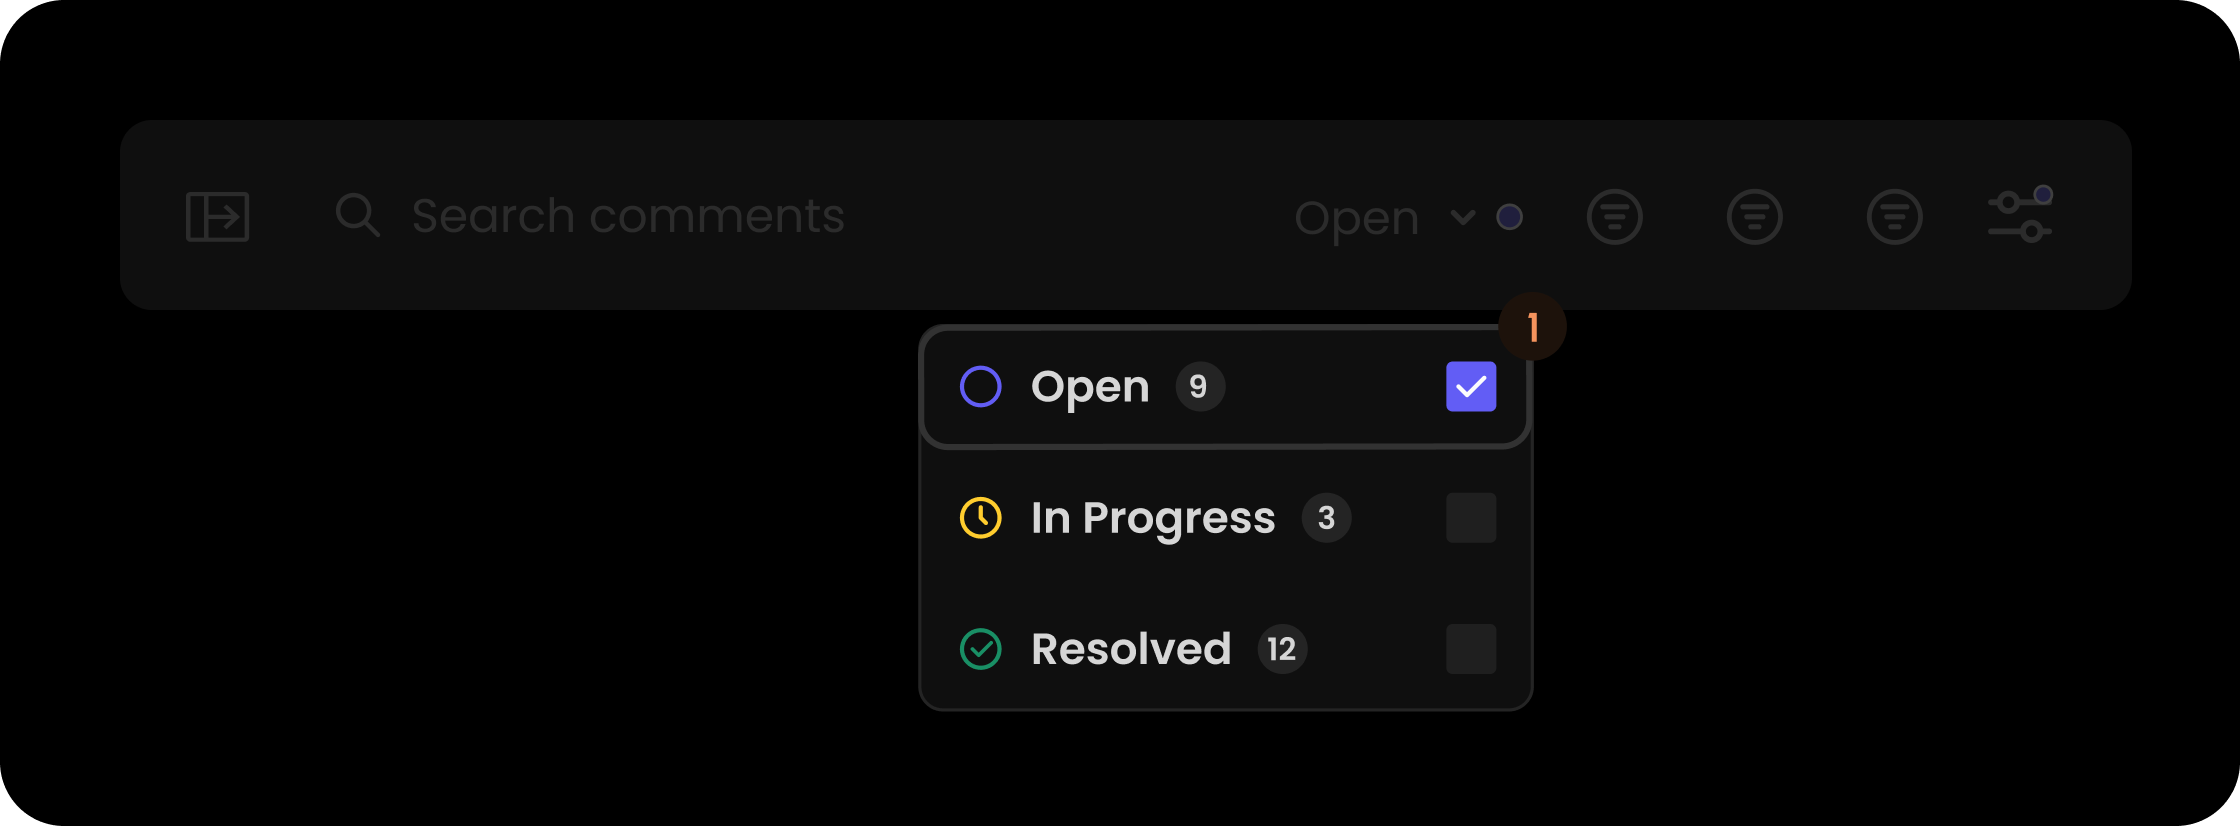 Search comments
Open
1
Open 9
In Progress 3
Resolved 12